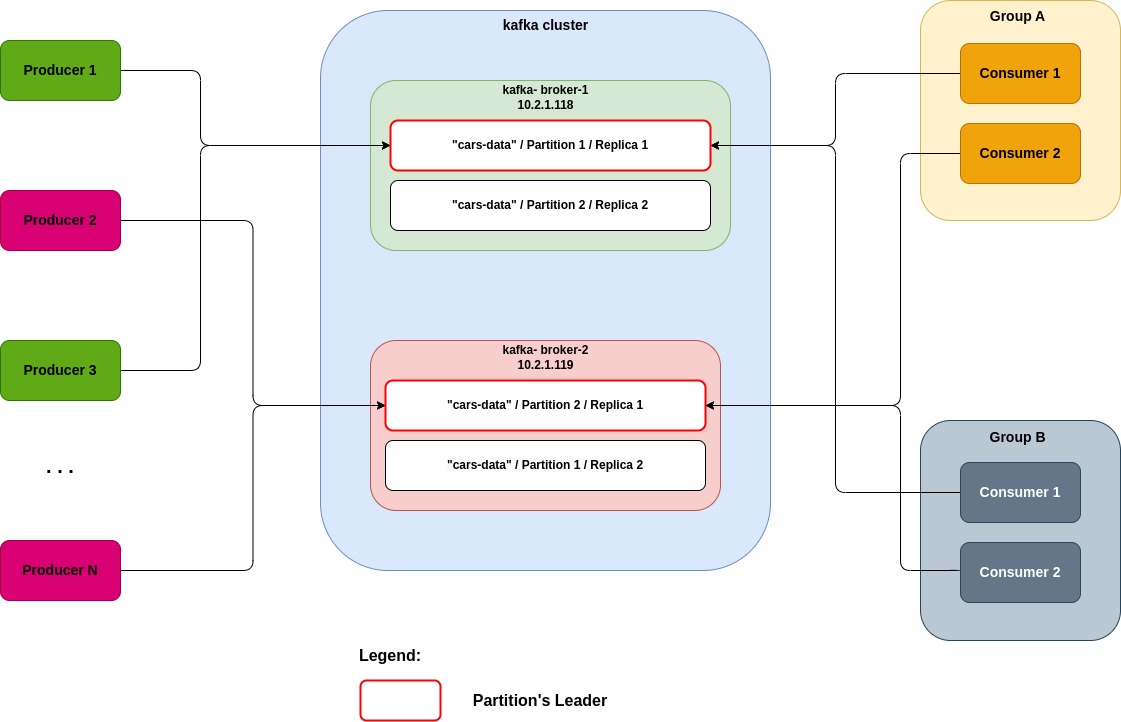 kafka cluster
Group A
Producer 1
Consumer 1
kafka- broker-1
10.2.1.118
"cars-data" / Partition 1 / Replica 1
Consumer 2
"cars-data" / Partition 2 / Replica 2
Producer 2
kafka- broker-2
10.2.1.119
Producer 3
"cars-data" / Partition 2 / Replica 1
Group B
"cars-data" / Partition 1 / Replica 2
. . .
Consumer 1
Producer N
Consumer 2
Legend:
Partition's Leader